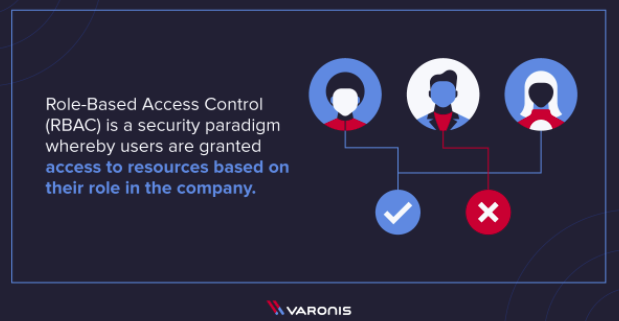 Role-Based Access Control
(RBAC) is a security paradigm
whereby users are granted
access to resources based on
their role in the company.
VARONIS